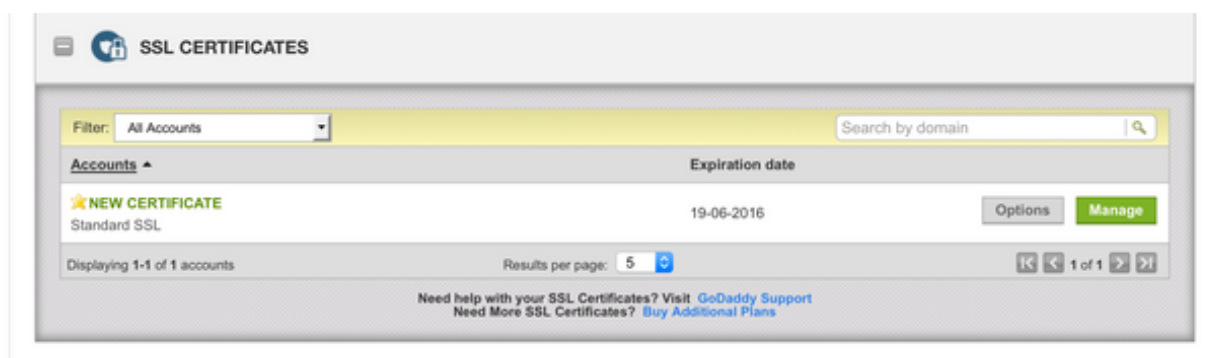 SSL CERTIFICATES
Filter: All Accounts Search by domain
Accounts Expiration date
NEW CERTIFICATE
Standard SSL
19-06-2016 Options Manage
Displaying 1-1 of 1 accounts Results per page: 5 1 of 1
Need help with your SSL Certificates? Visit GoDaddy Support
Need More SSL Certificates? Buy Additional Plans